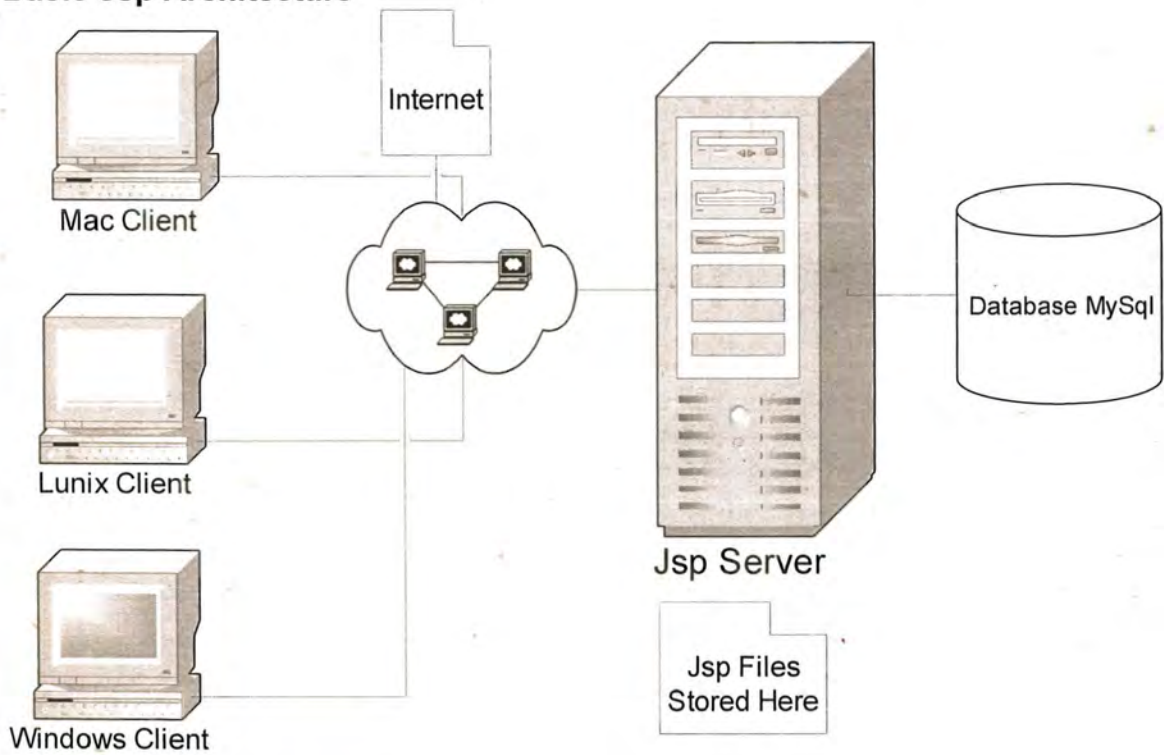 Mac Client
Internet
Lunix Client
Windows Client
Jsp Server
Jsp Files
Stored Here
Database MySql